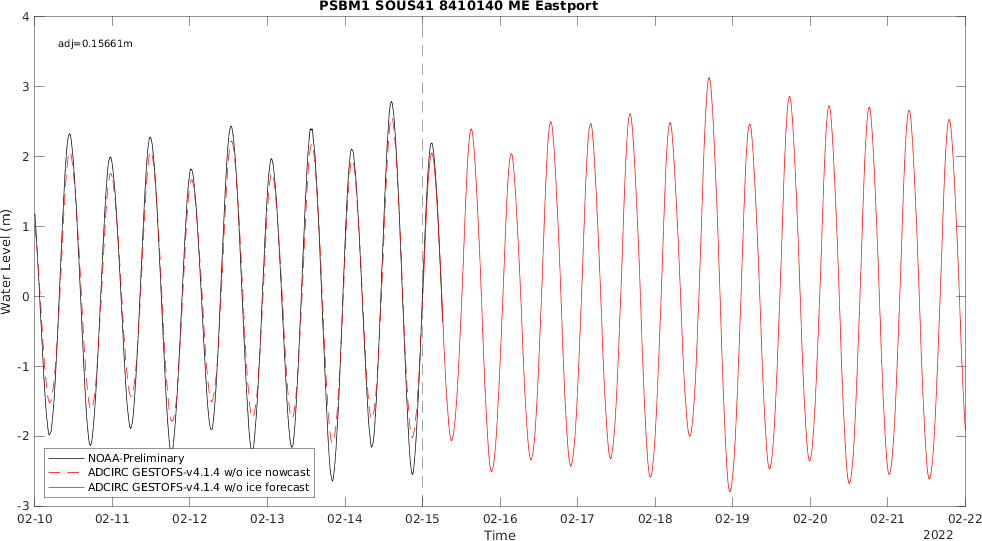 PSBM1 SOUS41 8410140 ME Eastport
adj=0.15661m
4
3
2
1
0
-1
-2
-3
Water Level (m)
NOAA-Preliminary
ADCIRC GESTOFS-v4.1.4 w/o ice nowcast
ADCIRC GESTOFS-v4.1.4 w/o ice forecast
02-10 02-11 02-12 02-13 02-14 02-15 02-16 02-17 02-18 02-19 02-20 02-21 02-22
Time
2022